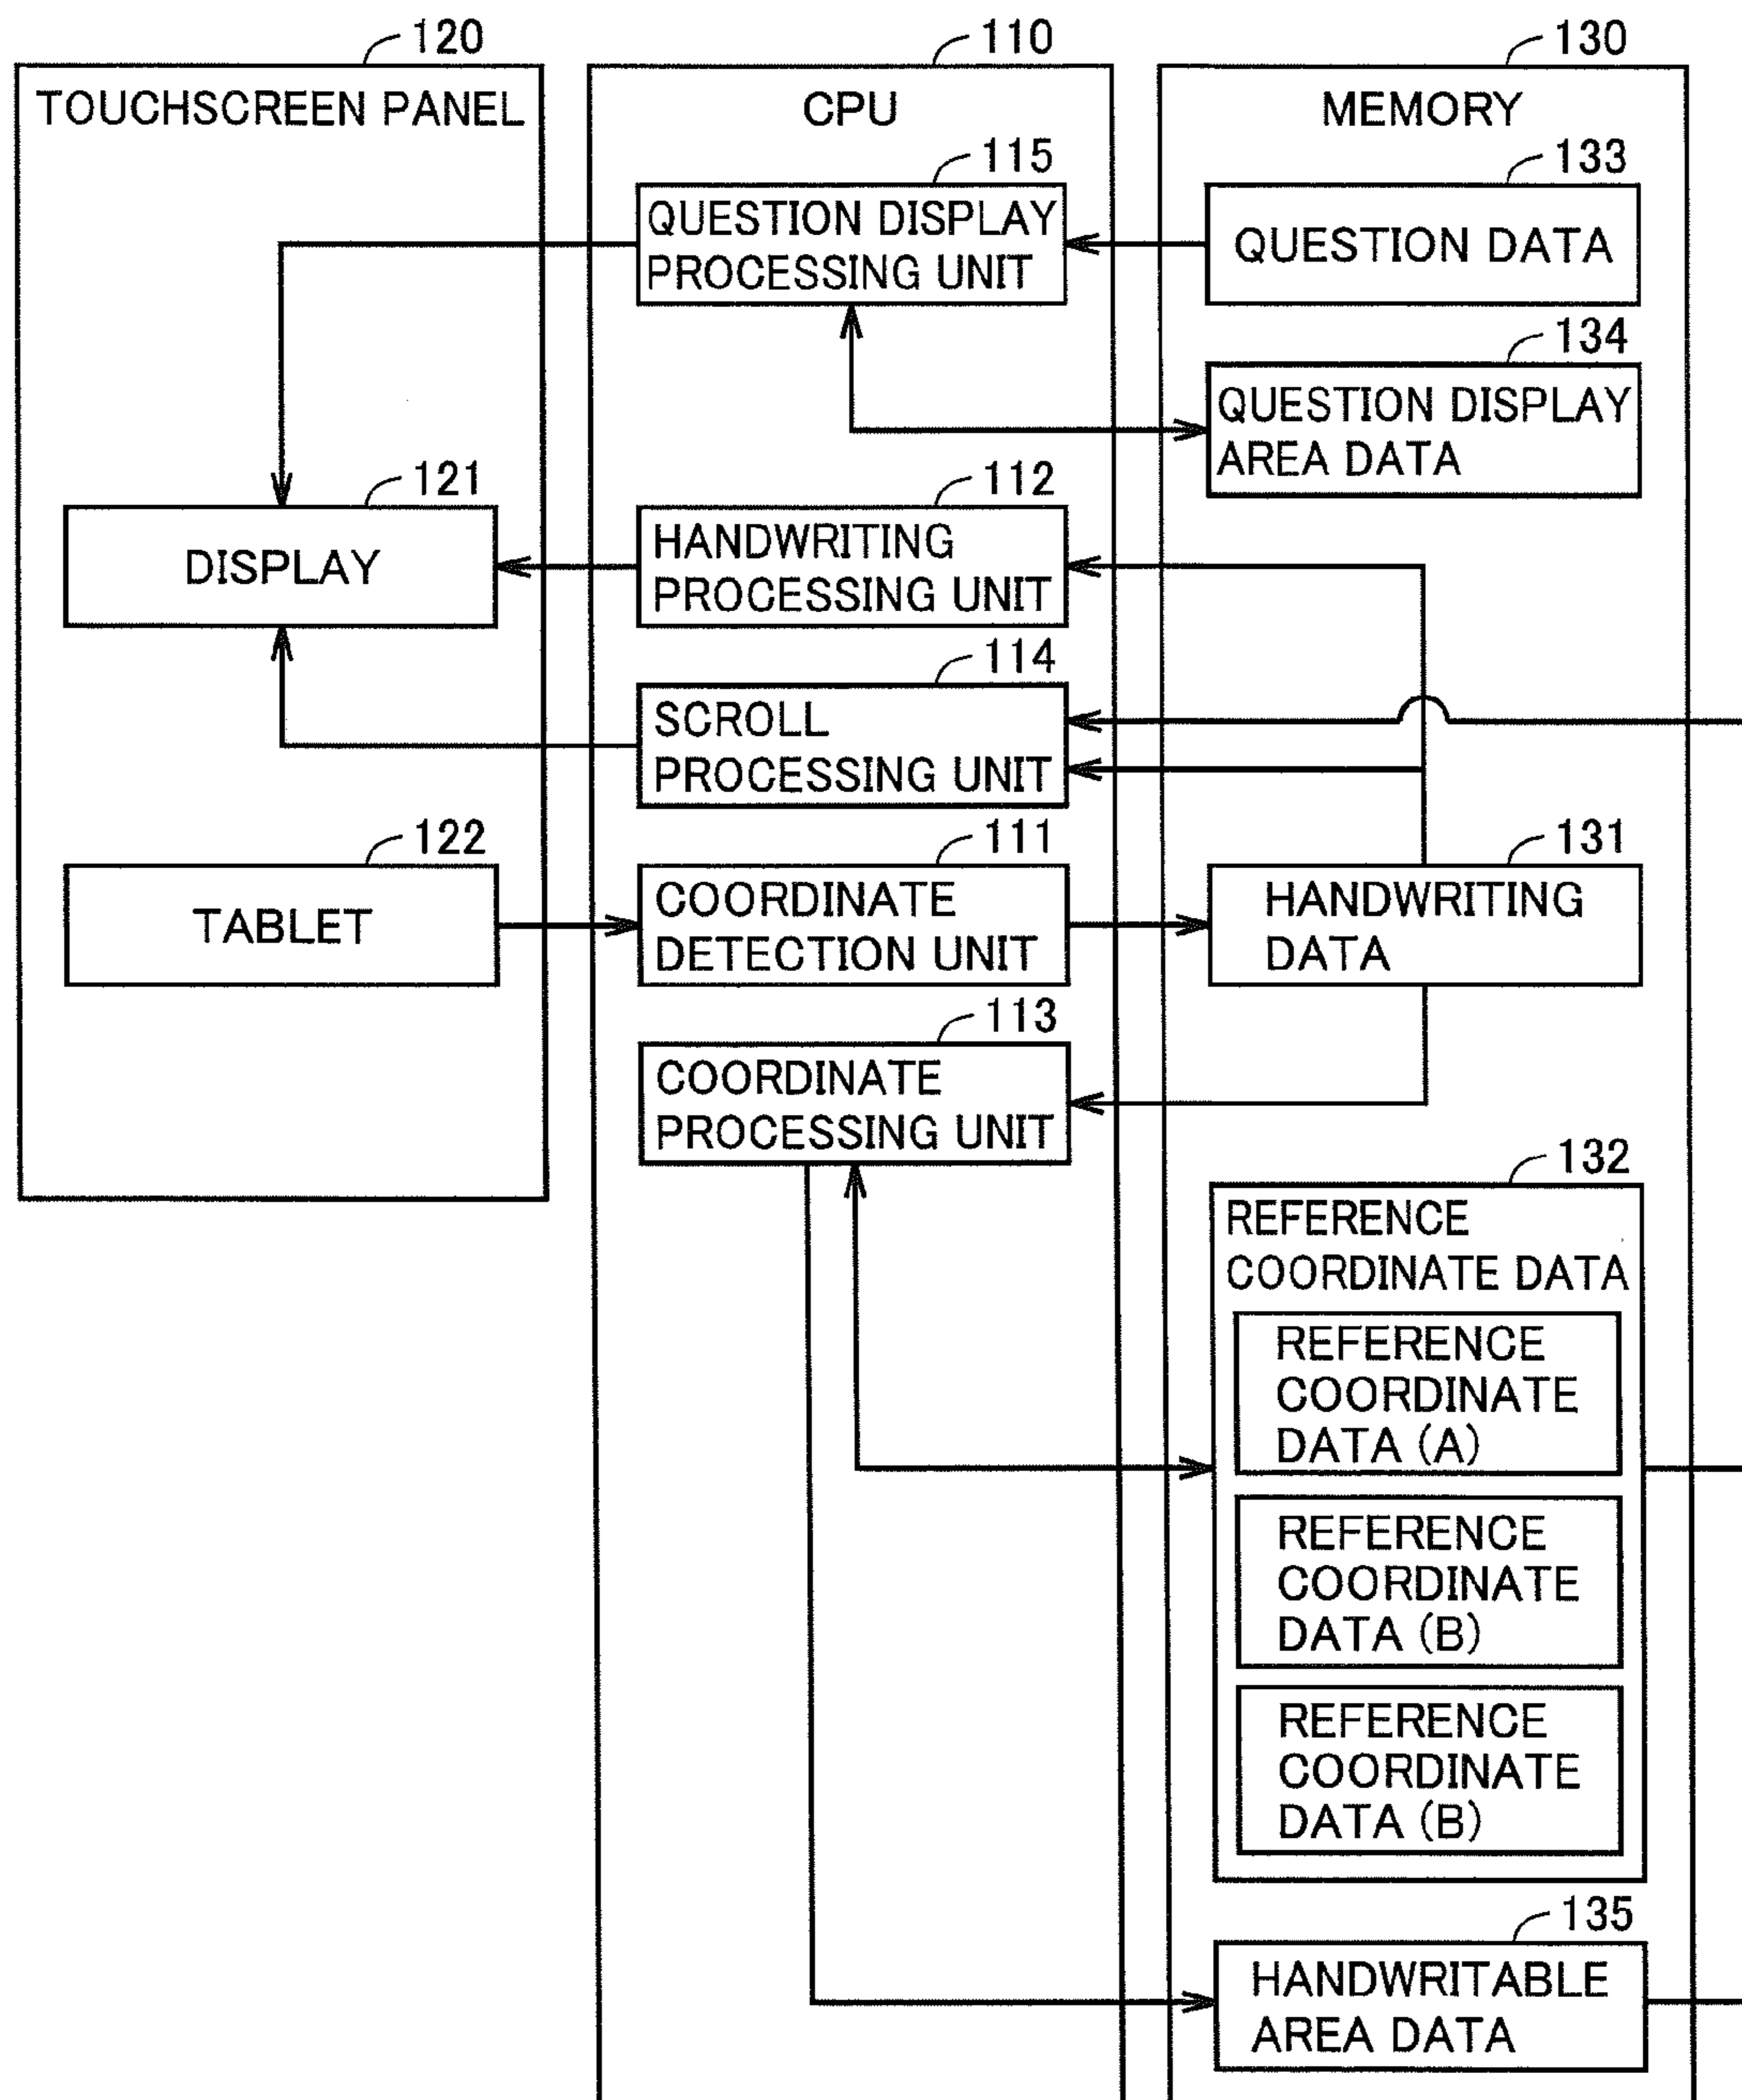 120
TOUCHSCREEN PANEL
121
DISPLAY
122
TABLET
110
CPU
115
QUESTION DISPLAY
PROCESSING UNIT
112
HANDWRITING
PROCESSING UNIT
114
SCROLL
PROCESSING UNIT
111
COORDINATE
DETECTION UNIT
113
COORDINATE
PROCESSING UNIT
130
MEMORY
133
QUESTION DATA
134
QUESTION DISPLAY
AREA DATA
131
HANDWRITING
DATA
132
REFERENCE
COORDINATE DATA
REFERENCE
COORDINATE
DATA (A)
REFERENCE
COORDINATE
DATA (B)
REFERENCE
COORDINATE
DATA (B)
135
HANDWRITABLE
AREA DATA